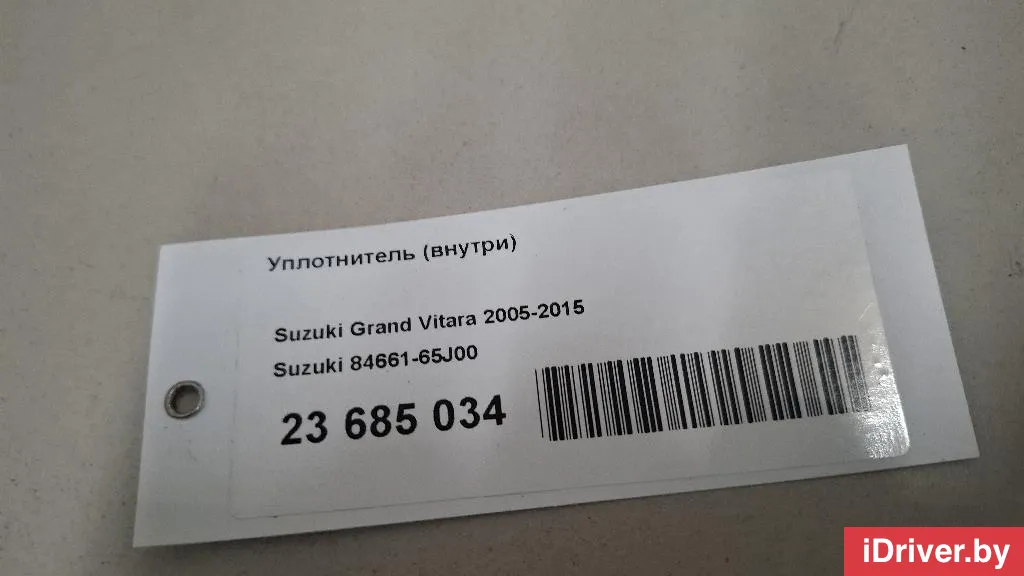 Уплотнитель (внутри)
Suzuki Grand Vitara 2005-2015
Suzuki 84661-65J00
23 685 034
iDriver.by